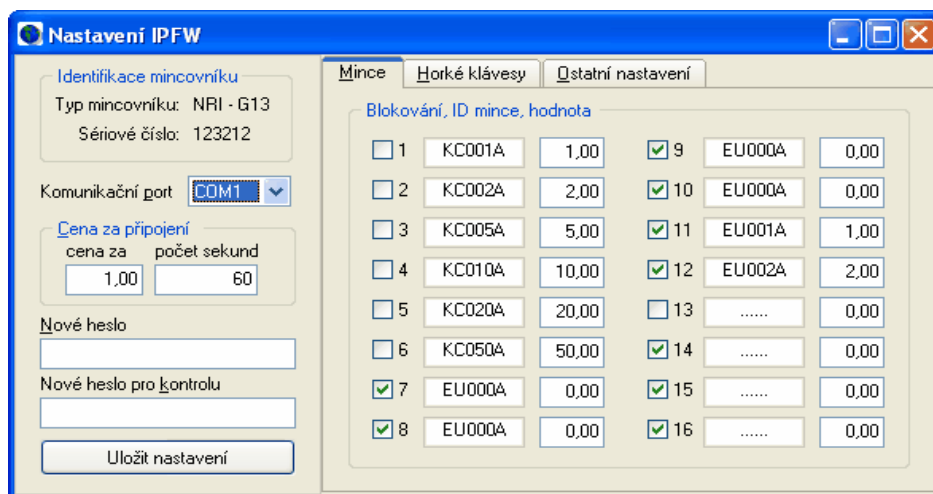 Nastavení IPFW
Identifikace mincovníku
Typ mincovníku: NRI - G13
Sériové číslo: 123212
Komunikační port COM1
Cena za připojení
cena za počet sekund
1,00 60
Nové heslo
Nové heslo pro kontrolu
Uložit nastavení
Mince Horké klávesy Ostatní nastavení
Blokování, ID mince, hodnota
1 KC001A 1,00 9 EU000A 0,00
2 KC002A 2,00 10 EU000A 0,00
3 KC005A 5,00 11 EU001A 1,00
4 KC010A 10,00 12 EU002A 2,00
5 KC020A 20,00 13 ...... 0,00
6 KC050A 50,00 14 ...... 0,00
7 EU000A 0,00 15 ...... 0,00
8 EU000A 0,00 16 ...... 0,00